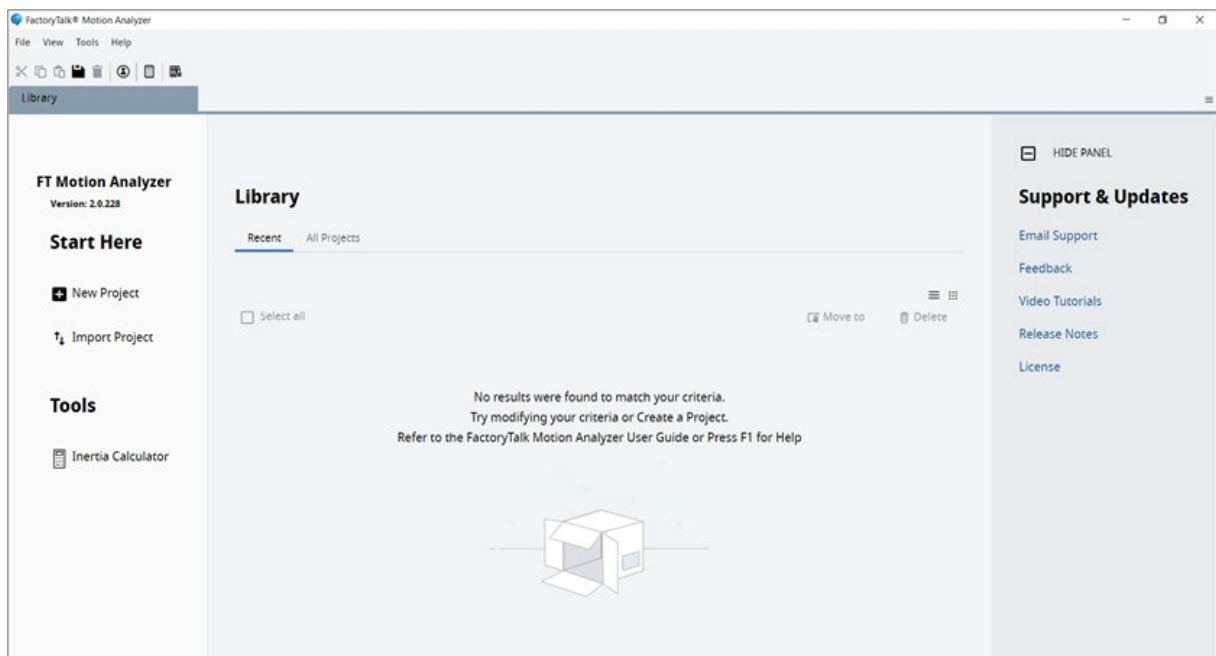 FactoryTalk® Motion Analyzer
File View Tools Help
Library
FT Motion Analyzer
Version: 2.0.228
Start Here
New Project
Import Project
Tools
Inertia Calculator
Library
Recent All Projects
Select all
Move to Delete
No results were found to match your criteria.
Try modifying your criteria or Create a Project.
Refer to the FactoryTalk Motion Analyzer User Guide or Press F1 for Help
HIDE PANEL
Support & Updates
Email Support
Feedback
Video Tutorials
Release Notes
License